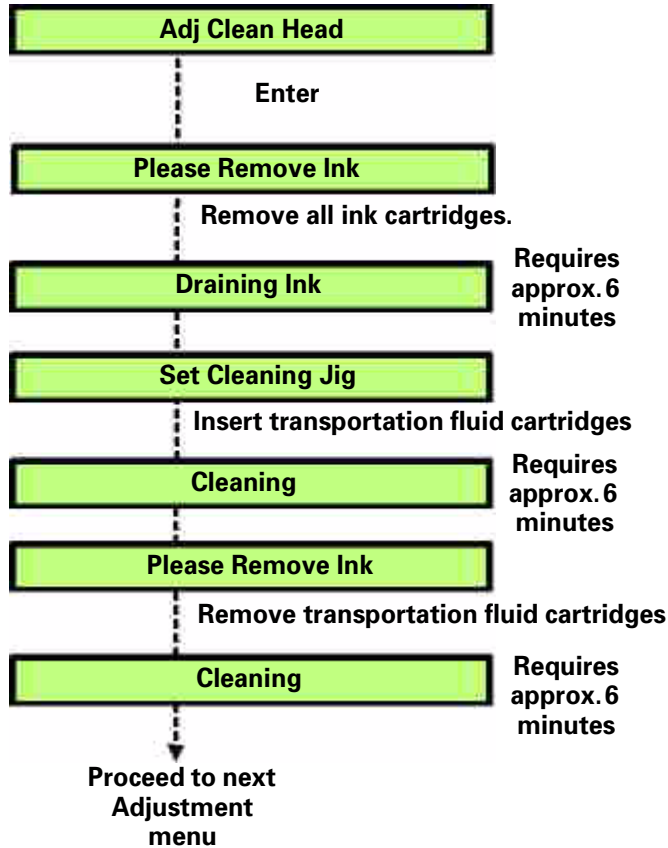 Adj Clean Head
Enter
Please Remove Ink
Remove all ink cartridges.
Draining Ink
Requires
approx. 6
minutes
Set Cleaning Jig
Insert transportation fluid cartridges
Cleaning
Requires
approx. 6
minutes
Please Remove Ink
Remove transportation fluid cartridges
Cleaning
Requires
approx. 6
minutes
Proceed to next
Adjustment
menu